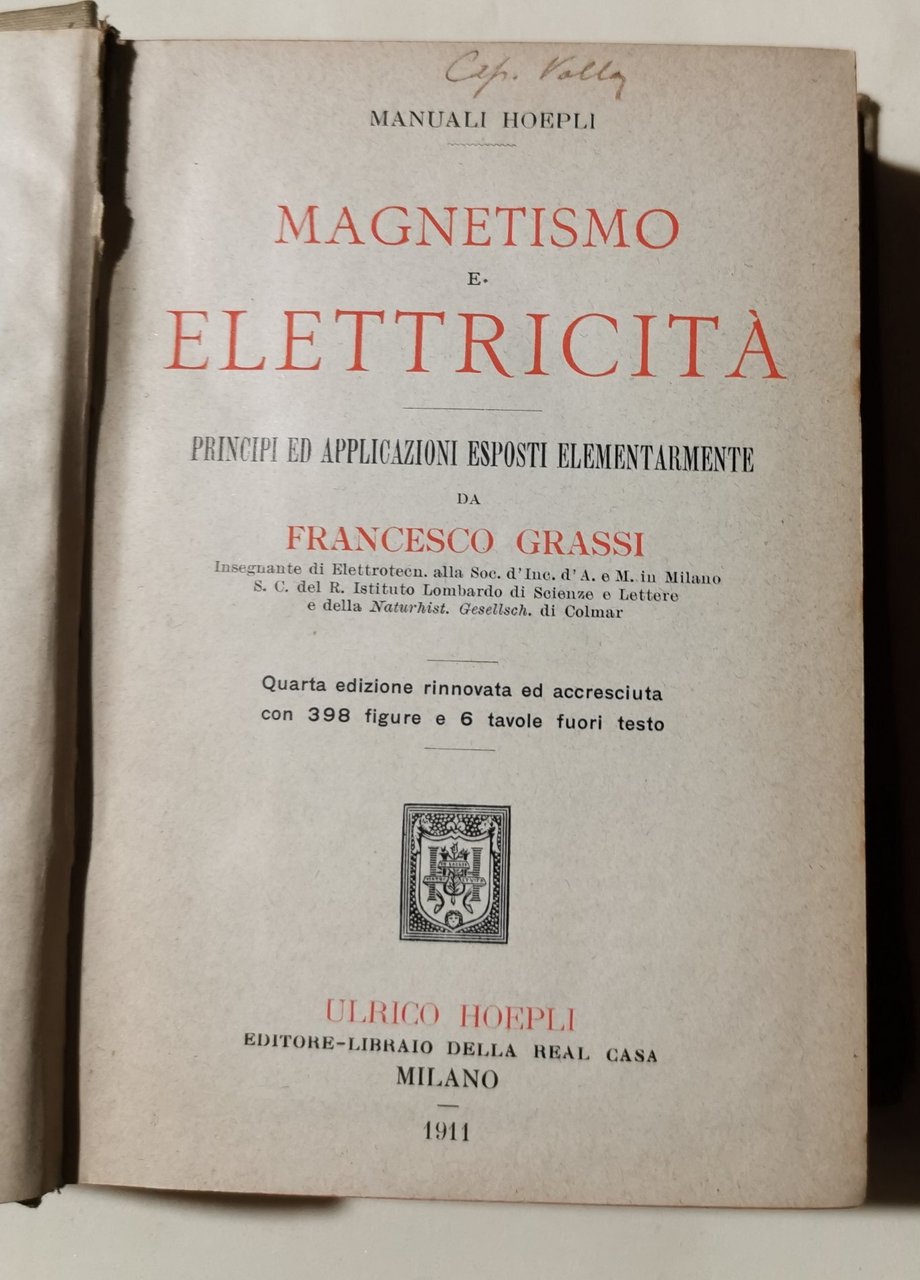 Cap. Volla
MANUALI HOEPLI
MAGNETISMO
E
ELETTRICITÀ
PRINCIPI ED APPLICAZIONI ESPOSTI ELEMENTARMENTE
DA
FRANCESCO GRASSI
Insegnante di Elettrotecn. alla Soc. d'Inc. d'A. e M. in Milano
S. C. del R. Istituto Lombardo di Scienze e Lettere
e della Naturhist. Gesellsch. di Colmar
Quarta edizione rinnovata ed accresciuta
con 398 figure e 6 tavole fuori testo
ULRICO HOEPLI
EDITORE-LIBRAIO DELLA REAL CASA
MILANO
1911